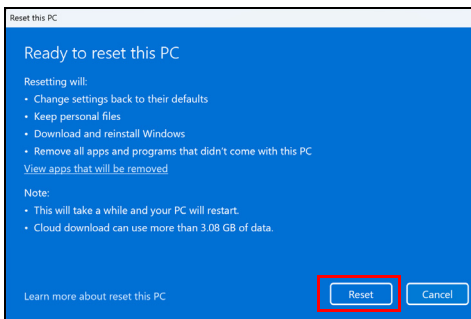 Reset this PC
Ready to reset this PC
Resetting will:
• Change settings back to their defaults
• Keep personal files
• Download and reinstall Windows
• Remove all apps and programs that didn't come with this PC
View apps that will be removed
Note:
• This will take a while and your PC will restart.
• Cloud download can use more than 3.08 GB of data.
Learn more about reset this PC
Reset
Cancel